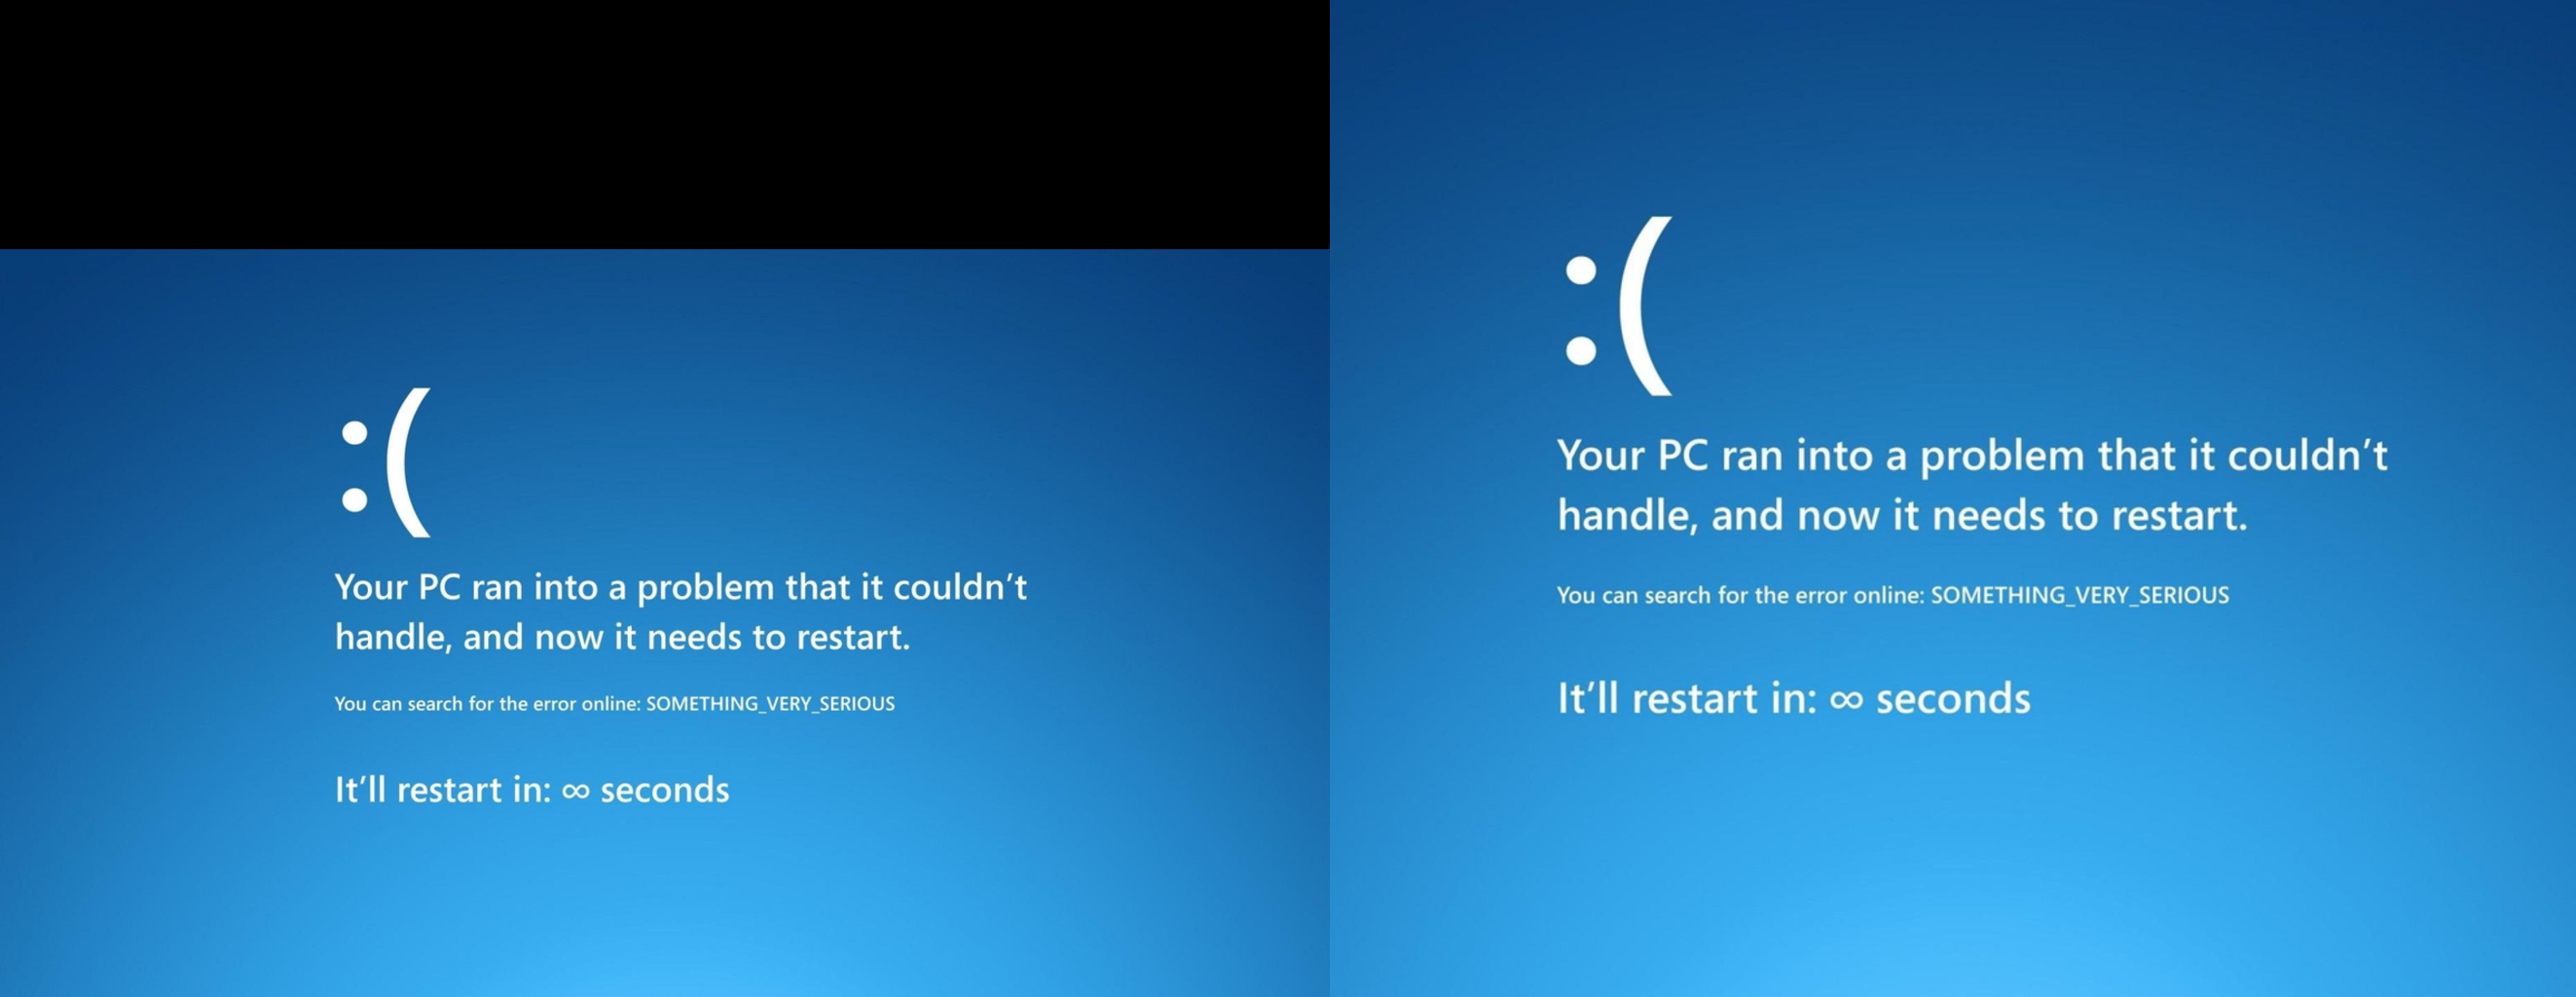 :(
Your PC ran into a problem that it couldn’t
handle, and now it needs to restart.
You can search for the error online: SOMETHING_VERY_SERIOUS
It’ll restart in: ∞ seconds
:(
Your PC ran into a problem that it couldn’t
handle, and now it needs to restart.
You can search for the error online: SOMETHING_VERY_SERIOUS
It’ll restart in: ∞ seconds